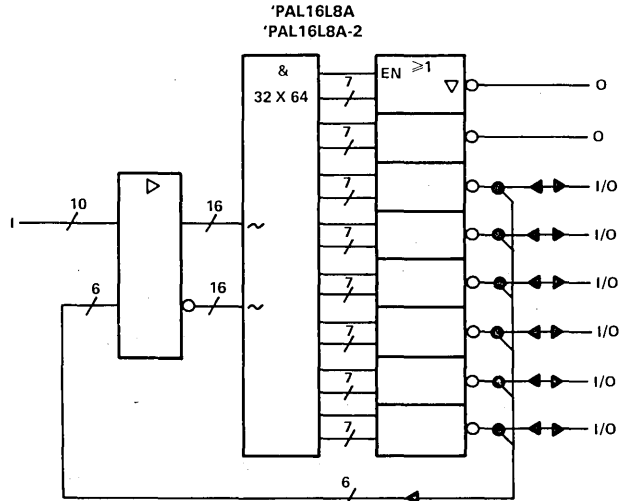 'PAL16L8A
'PAL16L8A-2
&
32 X 64
EN ≥1
▽
7
O
7
O
7
I/O
7
I/O
7
I/O
7
I/O
7
I/O
7
I/O
▷
I
10
16
~
6
16
~
6